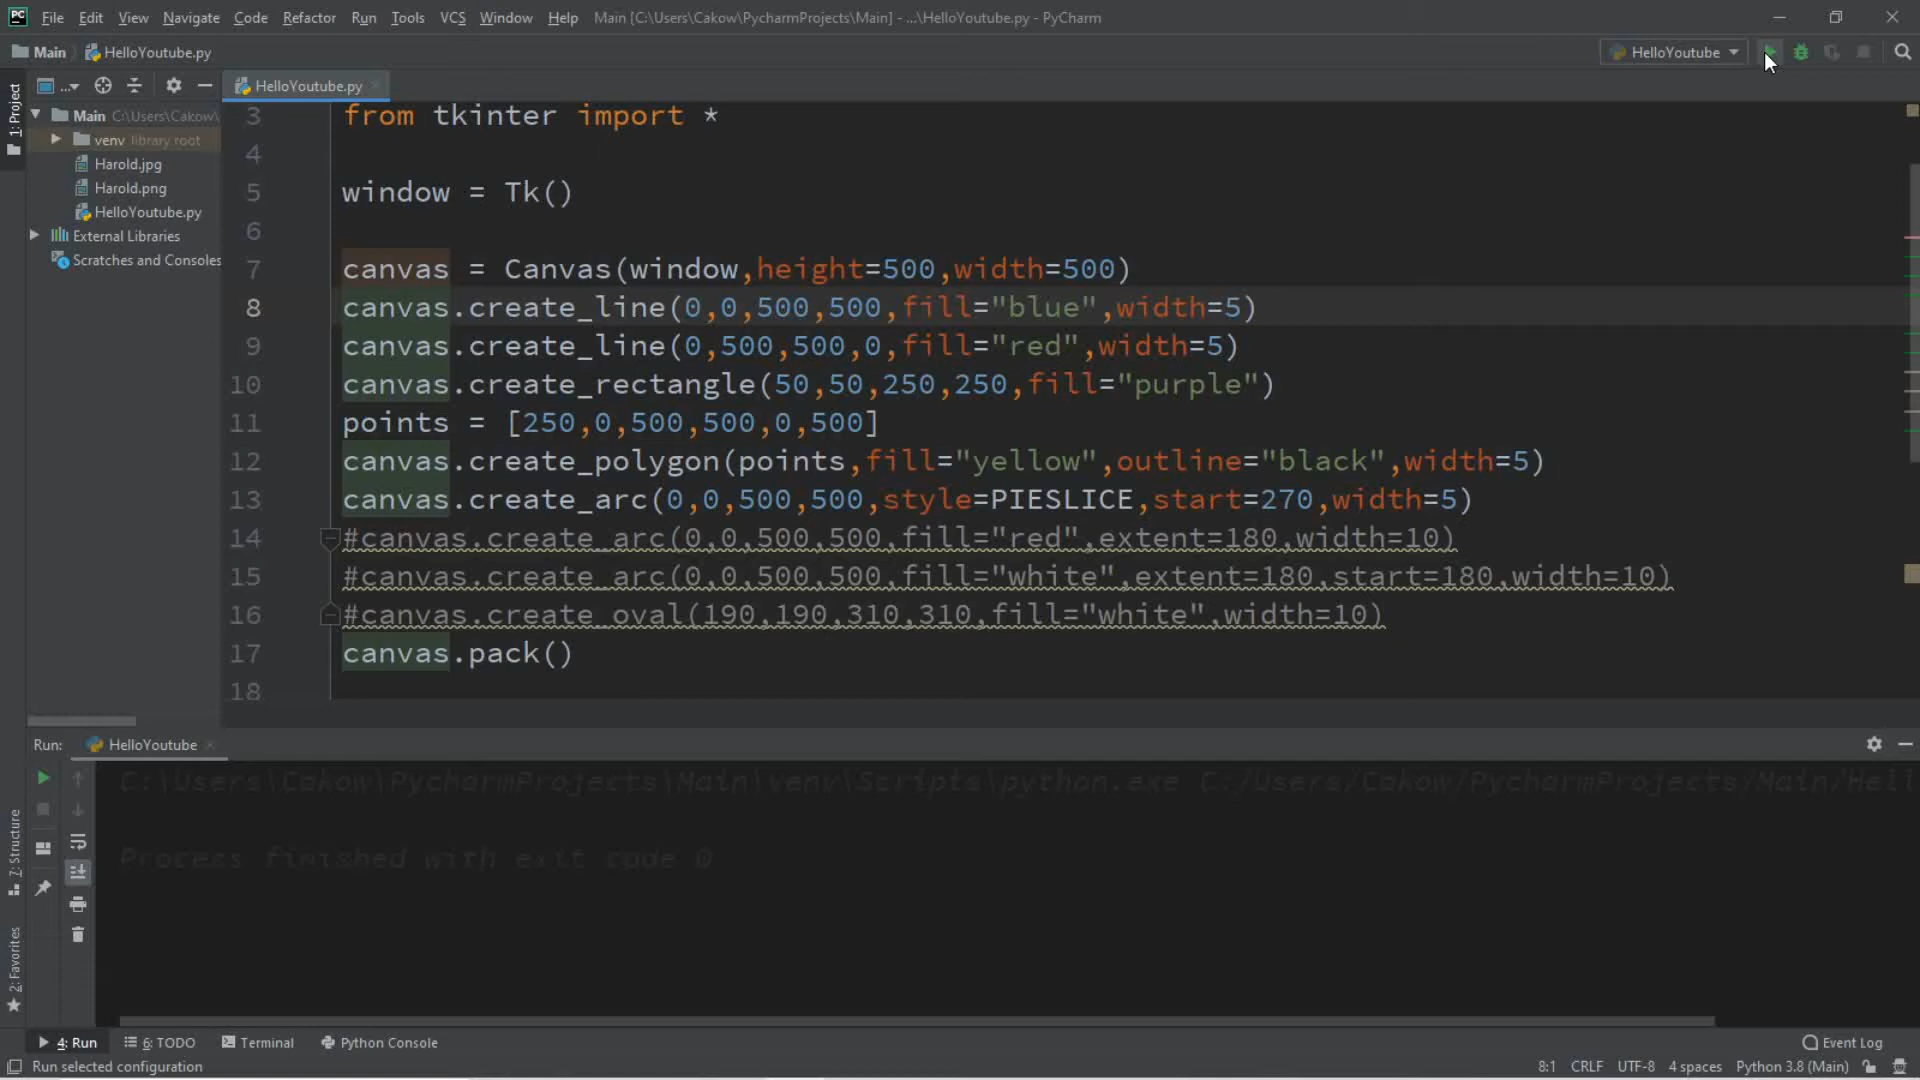 PC File Edit View Navigate Code Refactor Run Tools VCS Window Help Main [C:\Users\Cakow\PycharmProjects\Main] - ...\HelloYoutube.py - PyCharm
Main HelloYoutube.py HelloYoutube
... HelloYoutube.py
1: Project
Main C:\Users\Cakow\
venv library root
Harold.jpg
Harold.png
HelloYoutube.py
External Libraries
Scratches and Consoles
3 from tkinter import *
4
5 window = Tk()
6
7 canvas = Canvas(window,height=500,width=500)
8 canvas.create_line(0,0,500,500,fill="blue",width=5)
9 canvas.create_line(0,500,500,0,fill="red",width=5)
10 canvas.create_rectangle(50,50,250,250,fill="purple")
11 points = [250,0,500,500,0,500]
12 canvas.create_polygon(points,fill="yellow",outline="black",width=5)
13 canvas.create_arc(0,0,500,500,style=PIESLICE,start=270,width=5)
14 #canvas.create_arc(0,0,500,500,fill="red",extent=180,width=10)
15 #canvas.create_arc(0,0,500,500,fill="white",extent=180,start=180,width=10)
16 #canvas.create_oval(190,190,310,310,fill="white",width=10)
17 canvas.pack()
18
Run: HelloYoutube
C:\Users\Cakow\PycharmProjects\Main\venv\Scripts\python.exe C:/Users/Cakow/PycharmProjects/Main/Hell
Process finished with exit code 0
7: Structure
2: Favorites
4: Run 6: TODO Terminal Python Console Event Log
Run selected configuration 8:1 CRLF UTF-8 4 spaces Python 3.8 (Main)